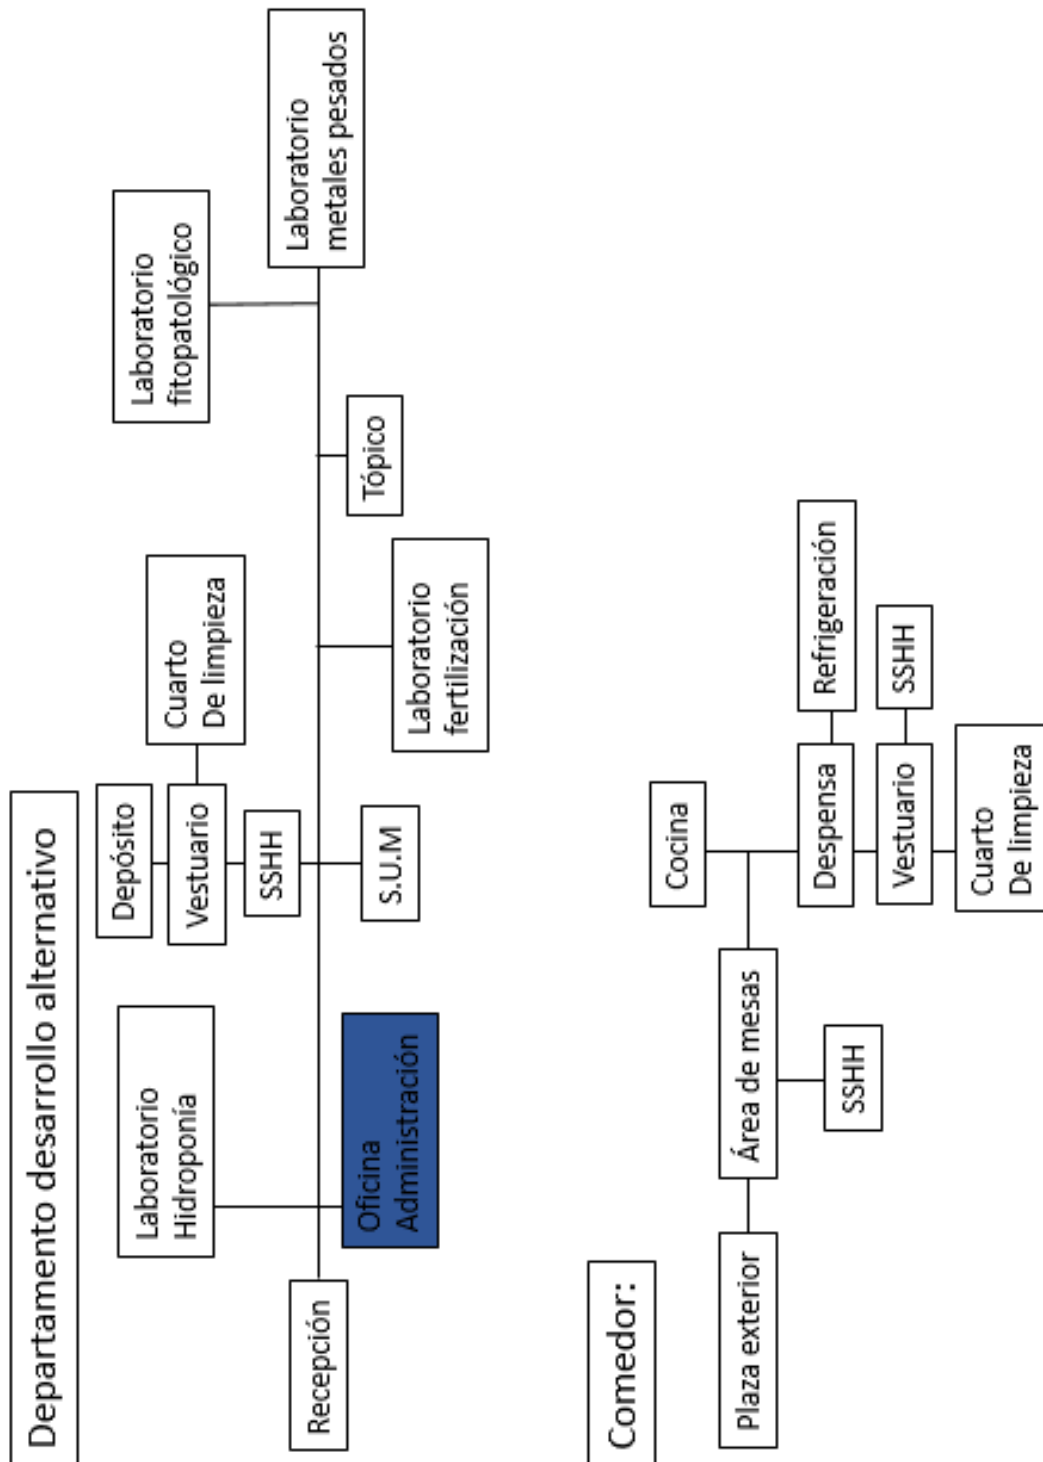 Departamento desarrollo alternativo
Laboratorio
Hidroponía
Depósito
Vestuario
Cuarto
De limpieza
SSHH
Laboratorio
fitopatológico
Recepción
Laboratorio
metales pesados
Oficina
Administración
S.U.M
Laboratorio
fertilización
Tópico
Comedor:
Plaza exterior
Área de mesas
SSHH
Cocina
Despensa
Refrigeración
Vestuario
SSHH
Cuarto
De limpieza